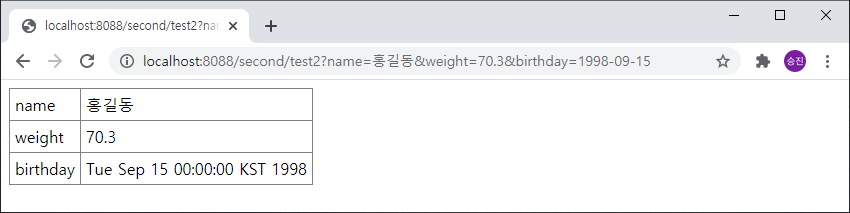 localhost:8088/second/test2?nar
localhost:8088/second/test2?name=홍길동&weight=70.3&birthday=1998-09-15
승진
name 홍길동
weight 70.3
birthday Tue Sep 15 00:00:00 KST 1998